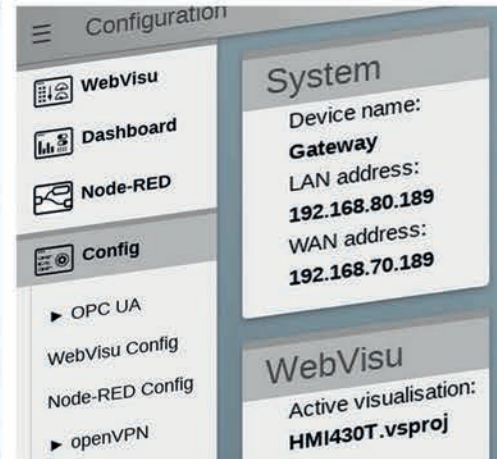 Configuration
WebVisu
Dashboard
Node-RED
Config
► OPC UA
WebVisu Config
Node-RED Config
► openVPN
System
Device name:
Gateway
LAN address:
192.168.80.189
WAN address:
192.168.70.189
WebVisu
Active visualisation:
HMI430T.vsproj